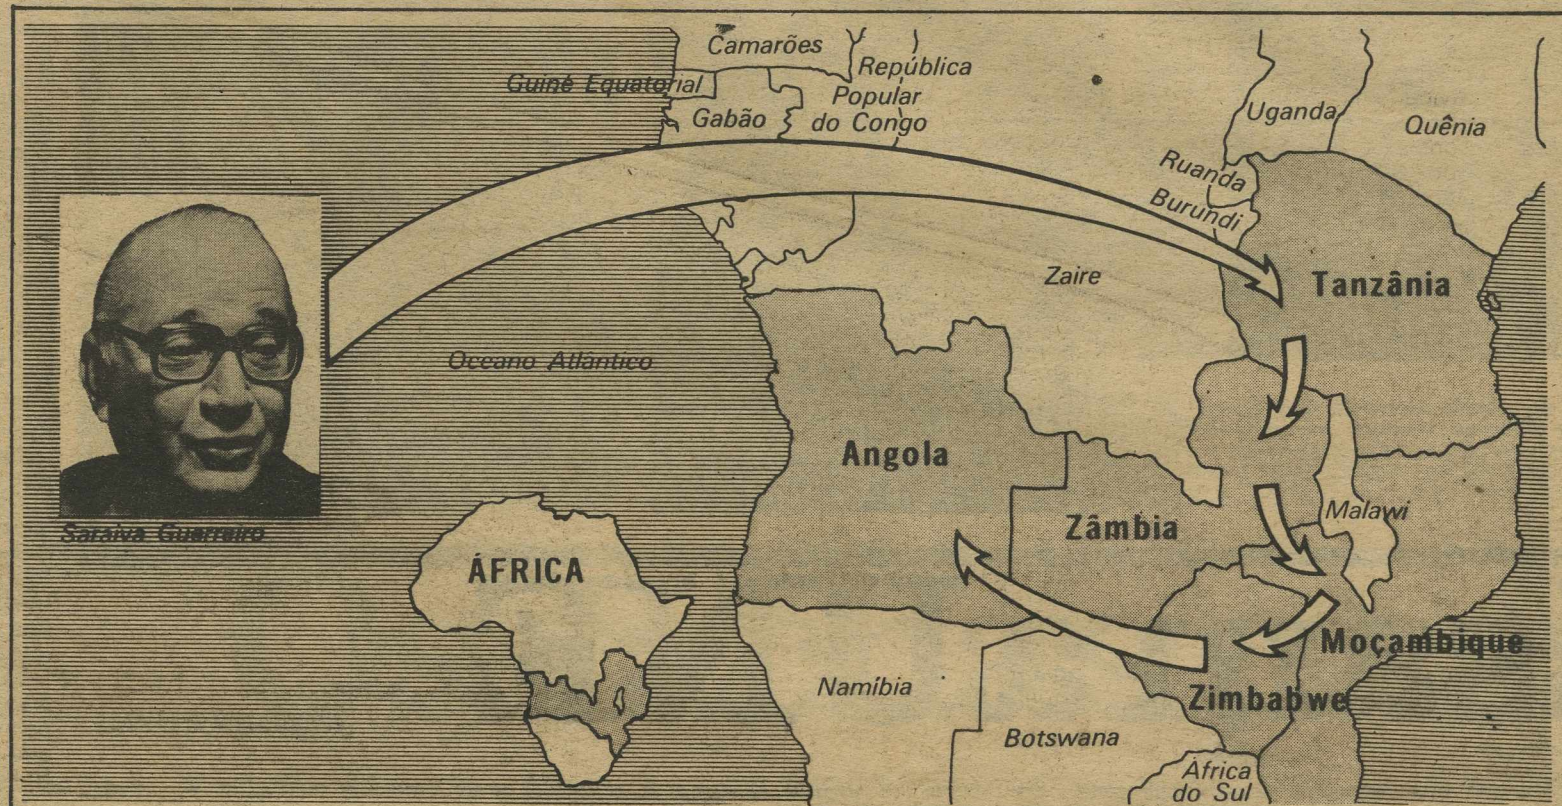 Camarões
República
Popular
do Congo
Guiné Equatorial
Gabão
Uganda
Quênia
Ruanda
Burundi
Zaire
Tanzânia
Oceano Atlântico
Angola
Saraiva Guerreiro
Zâmbia
Malawi
ÁFRICA
Moçambique
Namíbia
Zimbabwe
Botswana
África
do Sul